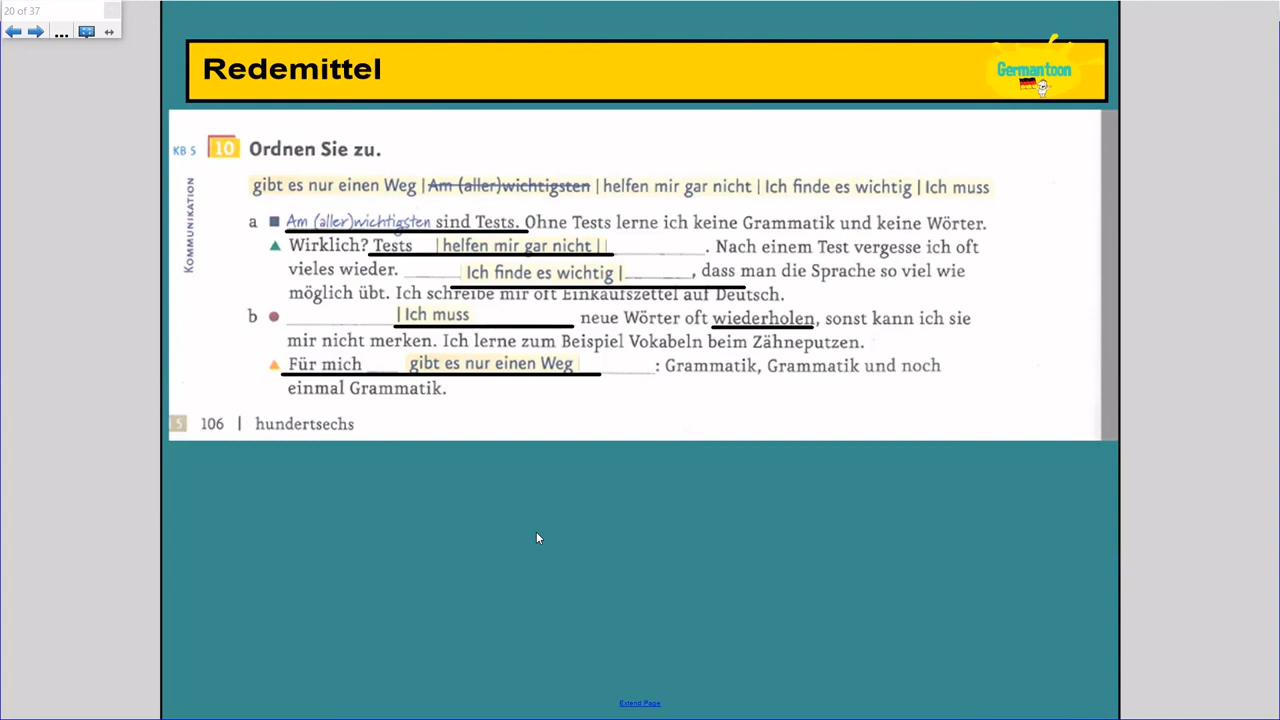 20 of 37
...
Redemittel
Germantoon
KB 5 10 Ordnen Sie zu.
KOMMUNIKATION
gibt es nur einen Weg | Am (aller)wichtigsten | helfen mir gar nicht | Ich finde es wichtig | Ich muss
a Am (aller)wichtigsten sind Tests. Ohne Tests lerne ich keine Grammatik und keine Wörter.
Wirklich? Tests | helfen mir gar nicht | | . Nach einem Test vergesse ich oft
vieles wieder. Ich finde es wichtig | , dass man die Sprache so viel wie
möglich übt. Ich schreibe mir oft Einkaufszettel auf Deutsch.
b | Ich muss neue Wörter oft wiederholen, sonst kann ich sie
mir nicht merken. Ich lerne zum Beispiel Vokabeln beim Zähneputzen.
Für mich gibt es nur einen Weg : Grammatik, Grammatik und noch
einmal Grammatik.
5 106 | hundertsechs
Extend Page